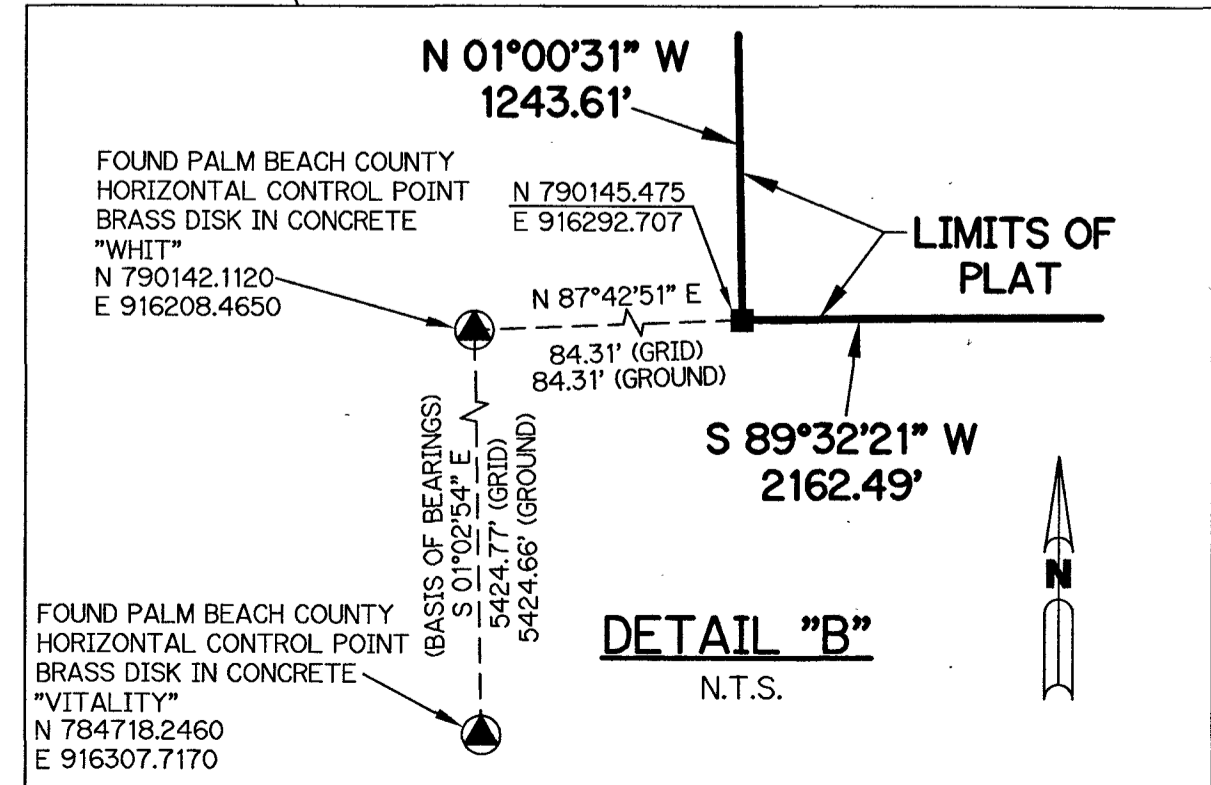 N 01°00'31" W
1243.61'
FOUND PALM BEACH COUNTY
HORIZONTAL CONTROL POINT
BRASS DISK IN CONCRETE
"WHIT"
N 790142.1120
E 916208.4650
N 790145.475
E 916292.707
LIMITS OF
PLAT
N 87°42'51" E
84.31' (GRID)
84.31' (GROUND)
S 89°32'21" W
2162.49'
(BASIS OF BEARINGS)
S 01°02'54" E
5424.77' (GRID)
5424.66' (GROUND)
N
FOUND PALM BEACH COUNTY
HORIZONTAL CONTROL POINT
BRASS DISK IN CONCRETE
"VITALITY"
N 784718.2460
E 916307.7170
DETAIL "B"
N.T.S.